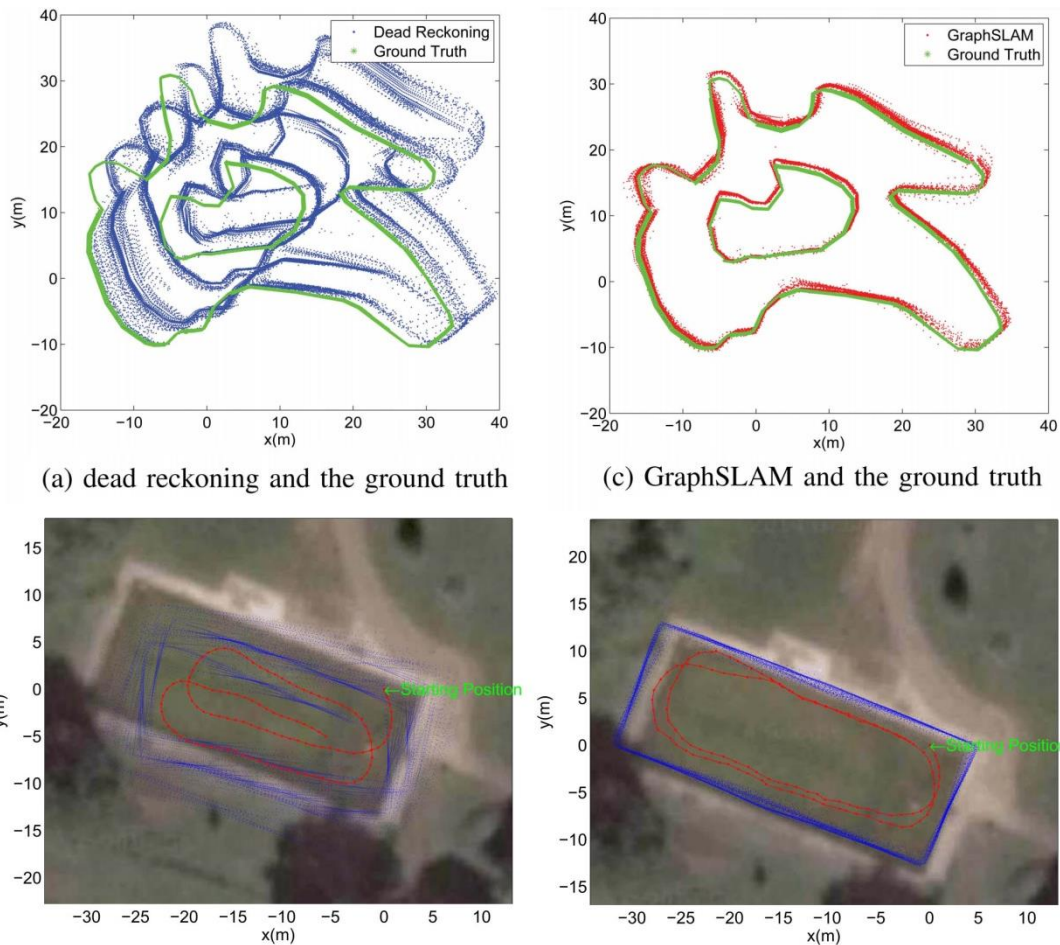 40
Dead Reckoning
Ground Truth
30
20
10
0
−10
−20
y(m)
−20 −10 0 10 20 30 40
x(m)
(a) dead reckoning and the ground truth
40
GraphSLAM
Ground Truth
30
20
10
0
−10
−20
y(m)
−20 −10 0 10 20 30 40
x(m)
(c) GraphSLAM and the ground truth
15
10
5
0
−5
−10
−15
−20
y(m)
←Starting Position
−30 −25 −20 −15 −10 −5 0 5 10
x(m)
20
15
10
5
0
−5
−10
−15
y(m)
←Starting Position
−30 −25 −20 −15 −10 −5 0 5 10
x(m)